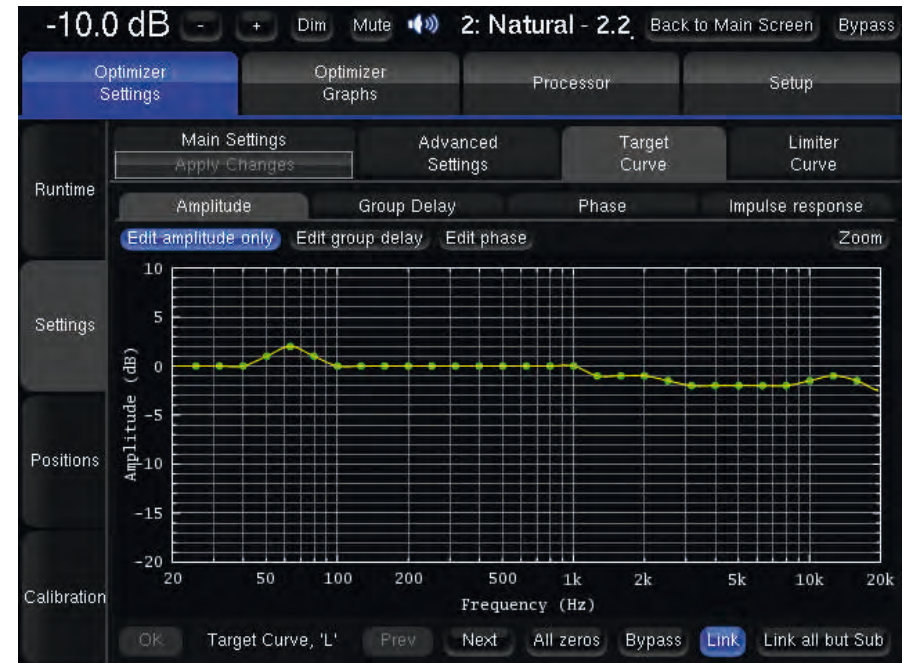 -10.0 dB - + Dim Mute 2: Natural - 2.2. Back to Main Screen Bypass
Optimizer Settings
Optimizer Graphs
Processor
Setup
Runtime
Settings
Positions
Calibration
Main Settings
Apply Changes
Advanced Settings
Target Curve
Limiter Curve
Amplitude Group Delay Phase Impulse response
Edit amplitude only Edit group delay Edit phase Zoom
Amplitude (dB)
10
5
0
-5
-10
-15
-20
20 50 100 200 500 1k 2k 5k 10k 20k
Frequency (Hz)
OK Target Curve, 'L' Prev Next All zeros Bypass Link Link all but Sub